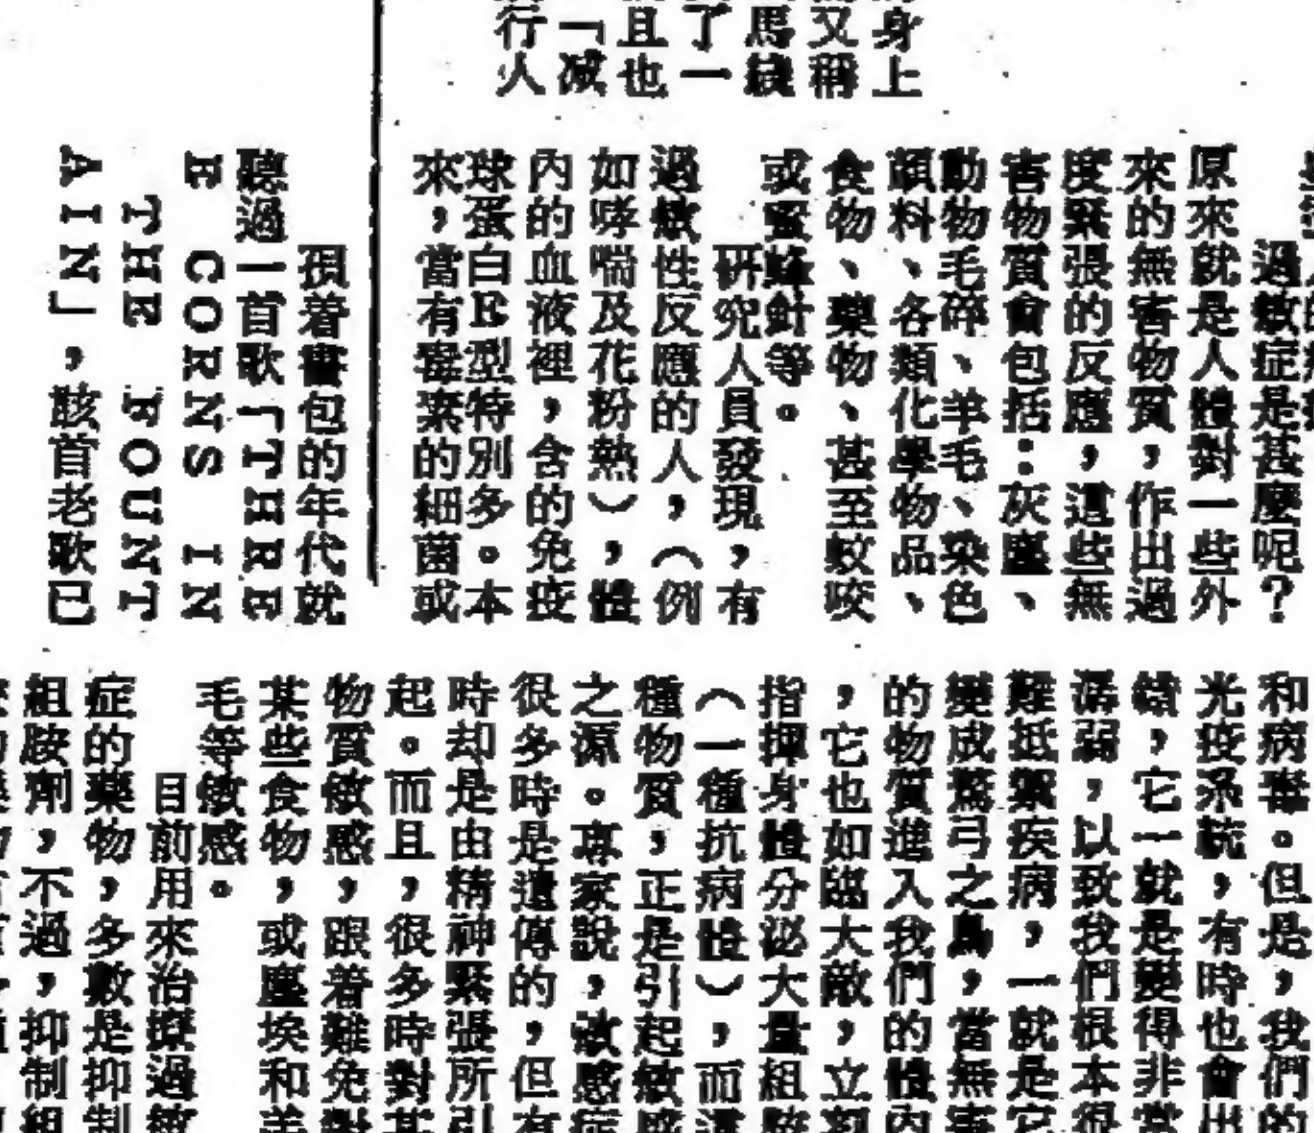 身上
又稱
馬錢
了一
且也
「减
行人
過敏症是甚麼呢？
原來就是人體對一些外
來的無害物質，作出過
度緊張的反應，這些無
害物質會包括：灰塵、
動物毛碎、羊毛、染色
顏料、各類化學物品、
食物、藥物、甚至蚊咬
或蜜蜂針等。
研究人員發現，有
過敏性反應的人，（例
如哮喘及花粉熱），體
內的血液裡，含的免疫
球蛋白E型特別多。本
來，當有毒素的細菌或
和病毒。但是，我們的
光疫系統，有時也會出
錯，它一就是變得非常
孱弱，以致我們根本很
難抵禦疾病，一就是它
變成驚弓之鳥，當無害
的物質進入我們的體內
，它也如臨大敵，立刻
指揮身體分泌大量組胺
（一種抗病體），而這
種物質，正是引起敏感
之源。專家說，敏感症
很多時是遺傳的，但有
時却是由精神緊張所引
起。而且，很多時對某
物質敏感，跟着難免對
某些食物，或塵埃和羊
毛等敏感。
目前用來治療過敏
症的藥物，多數是抑制
組胺劑，不過，抑制組
揹着書包的年代就
聽過一首歌「THRE
E CORNS IN
THE FOUNT
AIN」，該首老歌已